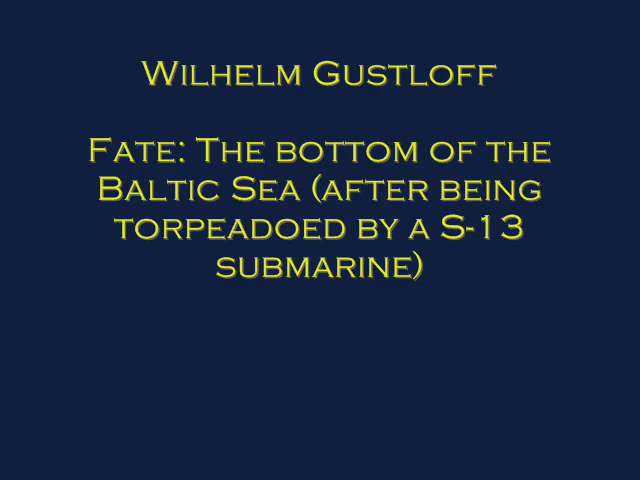 Wilhelm Gustloff
Fate: The bottom of the
Baltic Sea (after being
torpeadoed by a S-13
submarine)